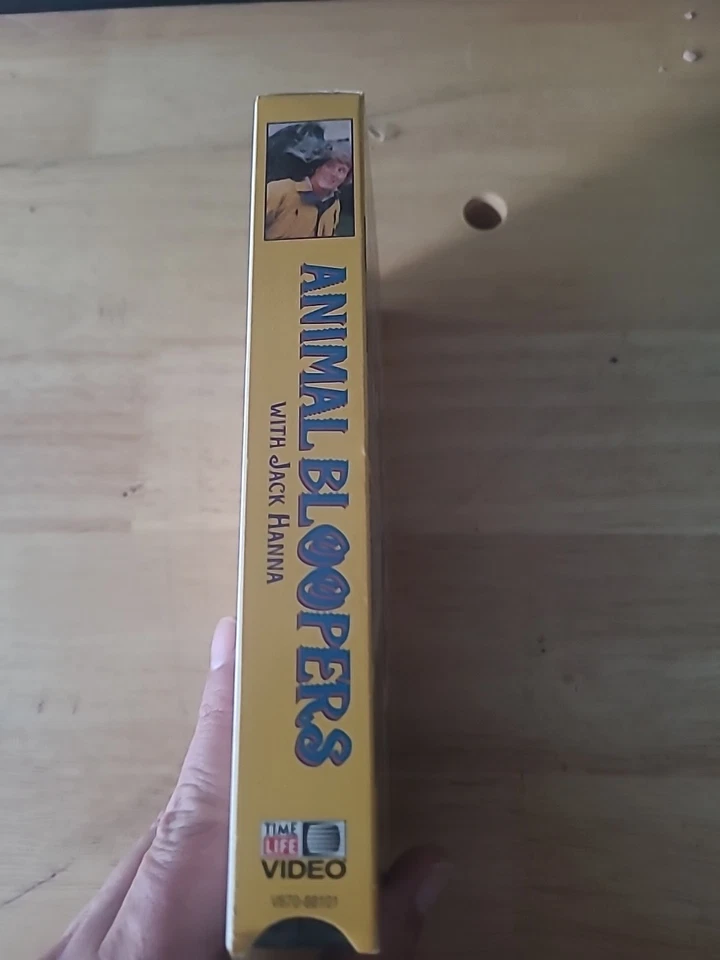 ANIMAL BLOOPERS
WITH JACK HANNA
TIME
LIFE
VIDEO